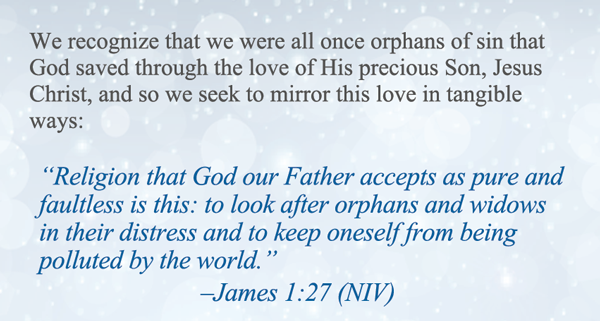 We recognize that we were all once orphans of sin that
God saved through the love of His precious Son, Jesus
Christ, and so we seek to mirror this love in tangible
ways:
“Religion that God our Father accepts as pure and
faultless is this: to look after orphans and widows
in their distress and to keep oneself from being
polluted by the world.”
–James 1:27 (NIV)